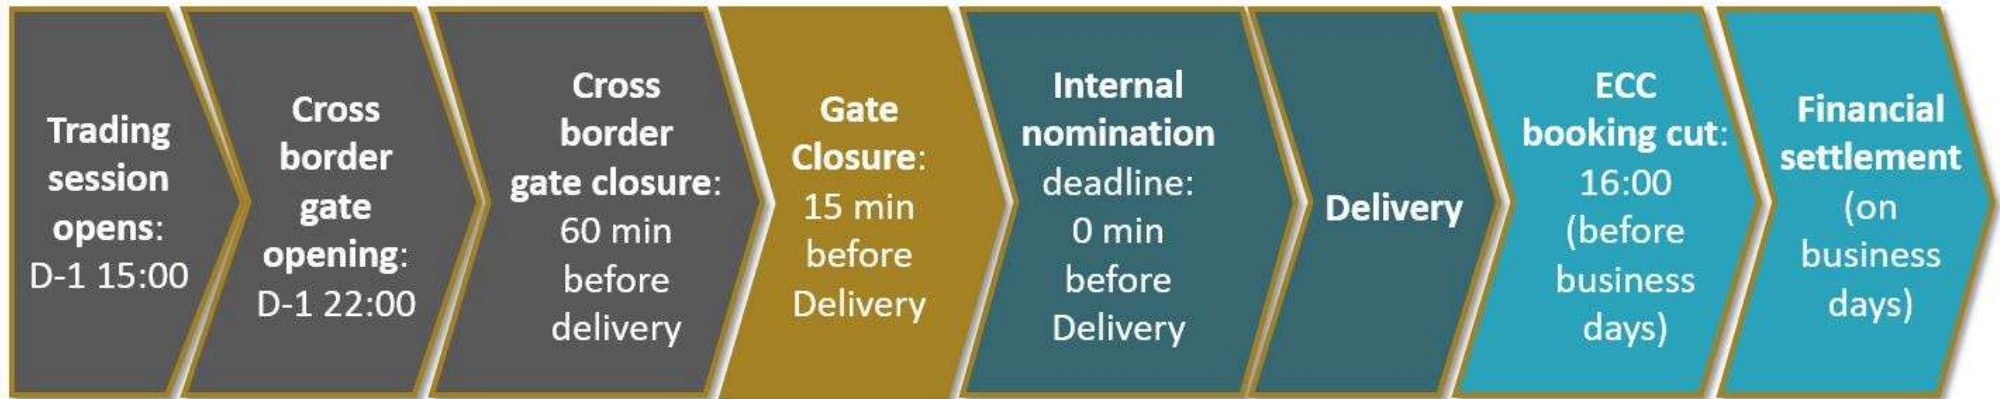 Trading
session
opens:
D-1 15:00
Cross
border
gate
opening:
D-1 22:00
Cross
border
gate closure:
60 min
before
delivery
Gate
Closure:
15 min
before
Delivery
Internal
nomination
deadline:
0 min
before
Delivery
Delivery
ECC
booking cut:
16:00
(before
business
days)
Financial
settlement
(on
business
days)